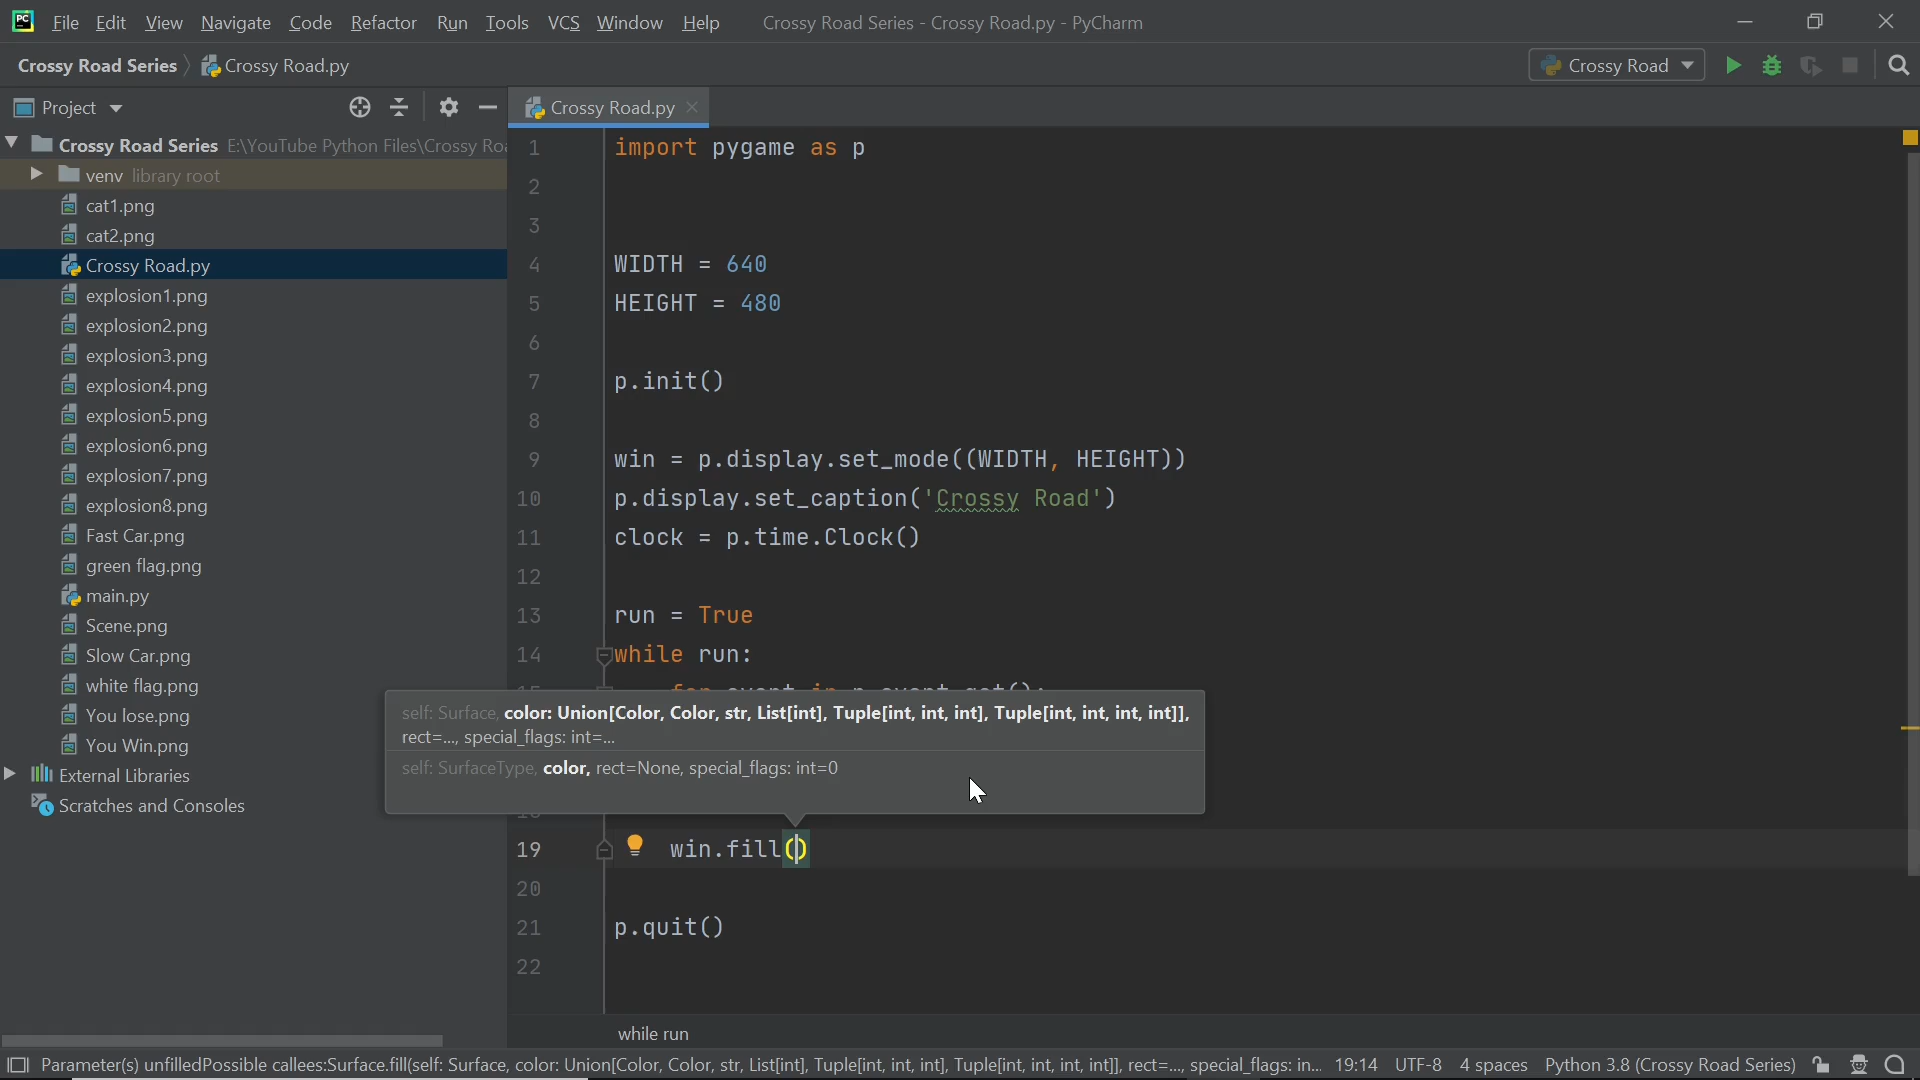 PC File Edit View Navigate Code Refactor Run Tools VCS Window Help Crossy Road Series - Crossy Road.py - PyCharm
Crossy Road Series Crossy Road.py Crossy Road
Project Crossy Road.py
Crossy Road Series E:\YouTube Python Files\Crossy Ro
venv library root
cat1.png
cat2.png
Crossy Road.py
explosion1.png
explosion2.png
explosion3.png
explosion4.png
explosion5.png
explosion6.png
explosion7.png
explosion8.png
Fast Car.png
green flag.png
main.py
Scene.png
Slow Car.png
white flag.png
You lose.png
You Win.png
External Libraries
Scratches and Consoles
1 import pygame as p
2
3
4 WIDTH = 640
5 HEIGHT = 480
6
7 p.init()
8
9 win = p.display.set_mode((WIDTH, HEIGHT))
10 p.display.set_caption('Crossy Road')
11 clock = p.time.Clock()
12
13 run = True
14 while run:
self: Surface, color: Union[Color, Color, str, List[int], Tuple[int, int, int], Tuple[int, int, int, int]],
rect=..., special_flags: int=...
self: SurfaceType, color, rect=None, special_flags: int=0
19 win.fill()
20
21 p.quit()
22
while run
Parameter(s) unfilledPossible callees:Surface.fill(self: Surface, color: Union[Color, Color, str, List[int], Tuple[int, int, int], Tuple[int, int, int, int]], rect=..., special_flags: in... 19:14 UTF-8 4 spaces Python 3.8 (Crossy Road Series)